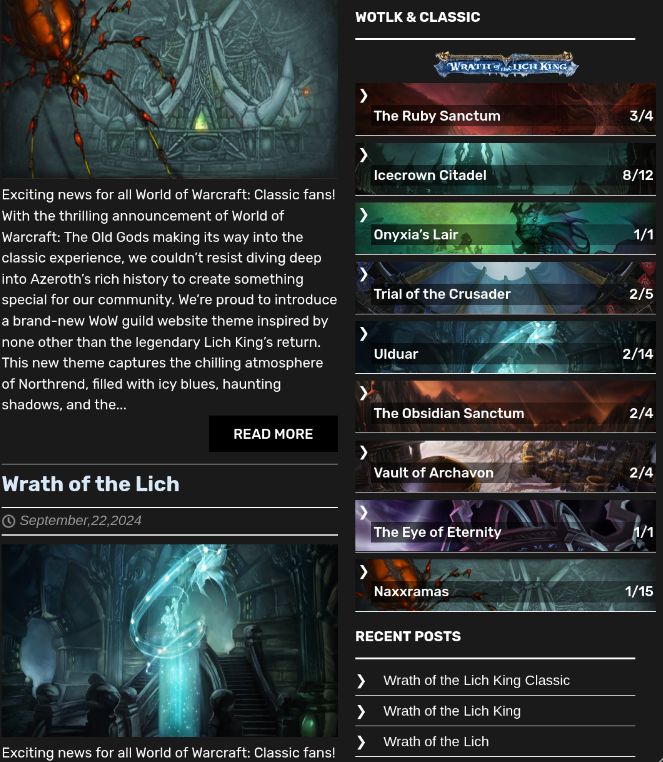 Exciting news for all World of Warcraft: Classic fans!
With the thrilling announcement of World of
Warcraft: The Old Gods making its way into the
classic experience, we couldn’t resist diving deep
into Azeroth’s rich history to create something
special for our community. We’re proud to introduce
a brand-new WoW guild website theme inspired by
none other than the legendary Lich King’s return.
This new theme captures the chilling atmosphere
of Northrend, filled with icy blues, haunting
shadows, and the...
READ MORE
Wrath of the Lich
September,22,2024
Exciting news for all World of Warcraft: Classic fans!
WOTLK & CLASSIC
WRATH of the LICH KING
The Ruby Sanctum 3/4
Icecrown Citadel 8/12
Onyxia’s Lair 1/1
Trial of the Crusader 2/5
Ulduar 2/14
The Obsidian Sanctum 2/4
Vault of Archavon 2/4
The Eye of Eternity 1/1
Naxxramas 1/15
RECENT POSTS
Wrath of the Lich King Classic
Wrath of the Lich King
Wrath of the Lich